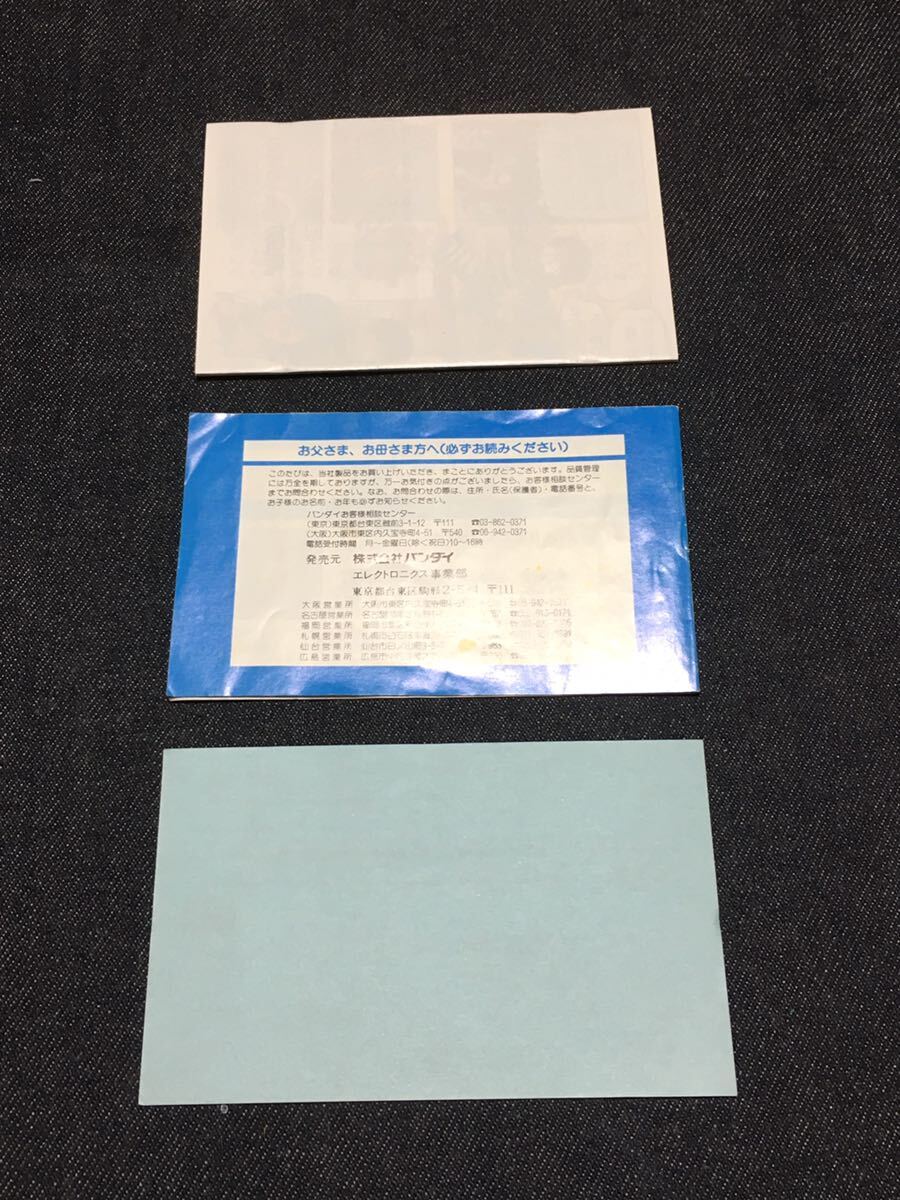 お父さま、お母さま方へ(必ずお読みください)
このたびは、当社製品をお買い上げいただき、まことにありがとうございます。品質管理
には万全を期しておりますが、万一お気付きの点がございましたら、お客様相談センター
までお問合わせください。なお、お問合わせの際は、住所・氏名(保護者)・電話番号と、
お子様のお名前・お年も必ずお知らせください。
バンダイお客様相談センター
(東京)東京都台東区蔵前3-1-12 〒111 ☎03-862-0371
(大阪)大阪市東区内久宝寺町4-51 〒540 ☎06-942-0371
電話受付時間 月〜金曜日(除く祝日)10〜16時
発売元 株式会社バンダイ
エレクトロニクス事業部
東京都台東区駒形2-5-4 〒111
大阪営業所 大阪市東区内久宝寺町4-51
名古屋営業所
福岡営業所
札幌営業所
仙台営業所
広島営業所